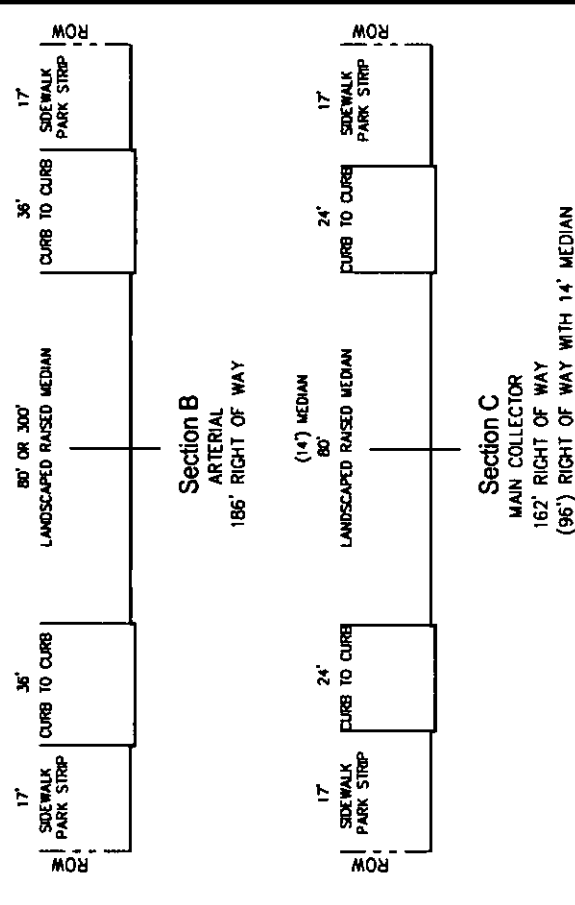 ROW
17'
SIDEWALK
PARK STRIP
36'
CURB TO CURB
80' OR 300'
LANDSCAPED RAISED MEDIAN
36'
CURB TO CURB
17'
SIDEWALK
PARK STRIP
ROW
Section B
ARTERIAL
186' RIGHT OF WAY
ROW
17'
SIDEWALK
PARK STRIP
24'
CURB TO CURB
(14') MEDIAN
80'
LANDSCAPED RAISED MEDIAN
24'
CURB TO CURB
17'
SIDEWALK
PARK STRIP
ROW
Section C
MAIN COLLECTOR
162' RIGHT OF WAY
(96') RIGHT OF WAY WITH 14' MEDIAN